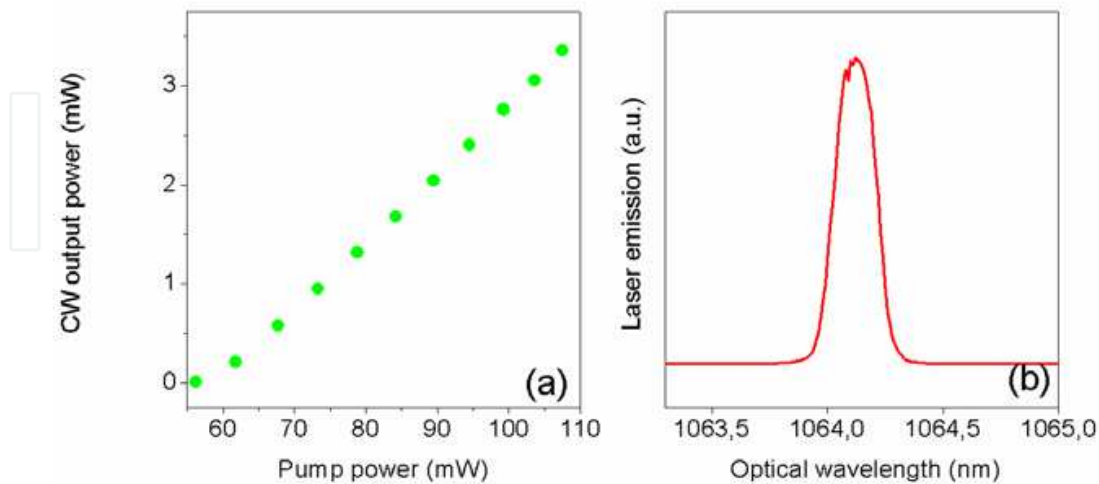 CW output power (mW)
3
2
1
0
60 70 80 90 100 110
Pump power (mW)
(a)
Laser emission (a.u.)
1063,5 1064,0 1064,5 1065,0
Optical wavelength (nm)
(b)